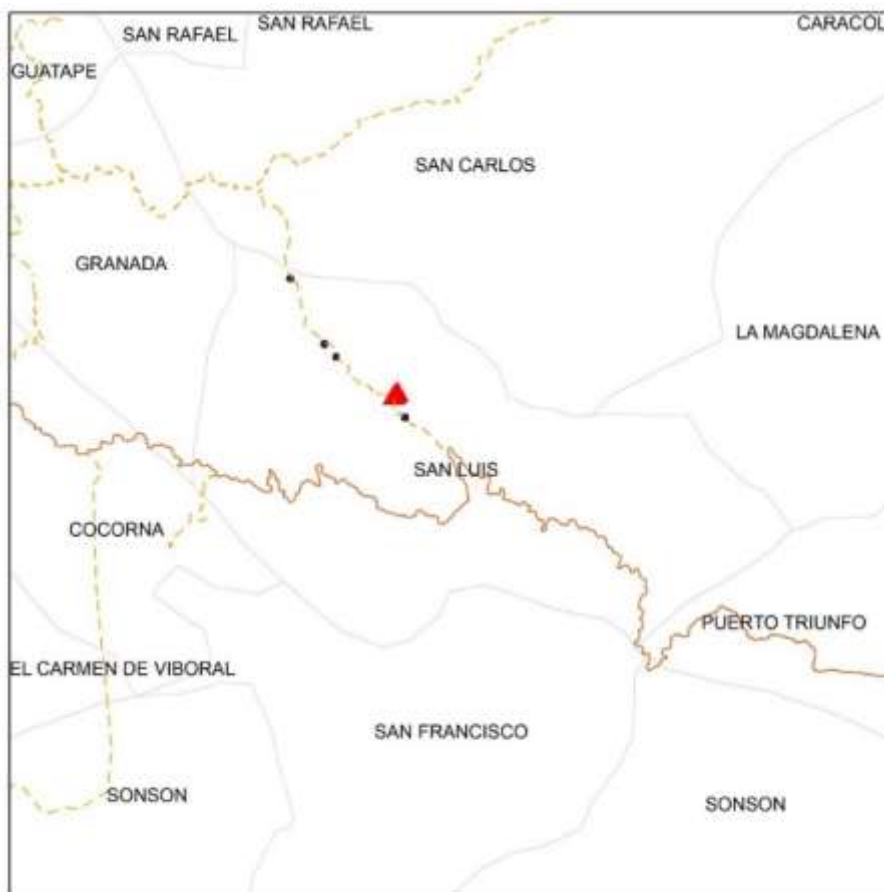 SAN RAFAEL
SAN RAFAEL
CARACOL
GUATAPE
SAN CARLOS
GRANADA
LA MAGDALENA
SAN LUIS
COCORNA
PUERTO TRIUNFO
EL CARMEN DE VIBORAL
SAN FRANCISCO
SONSON
SONSON